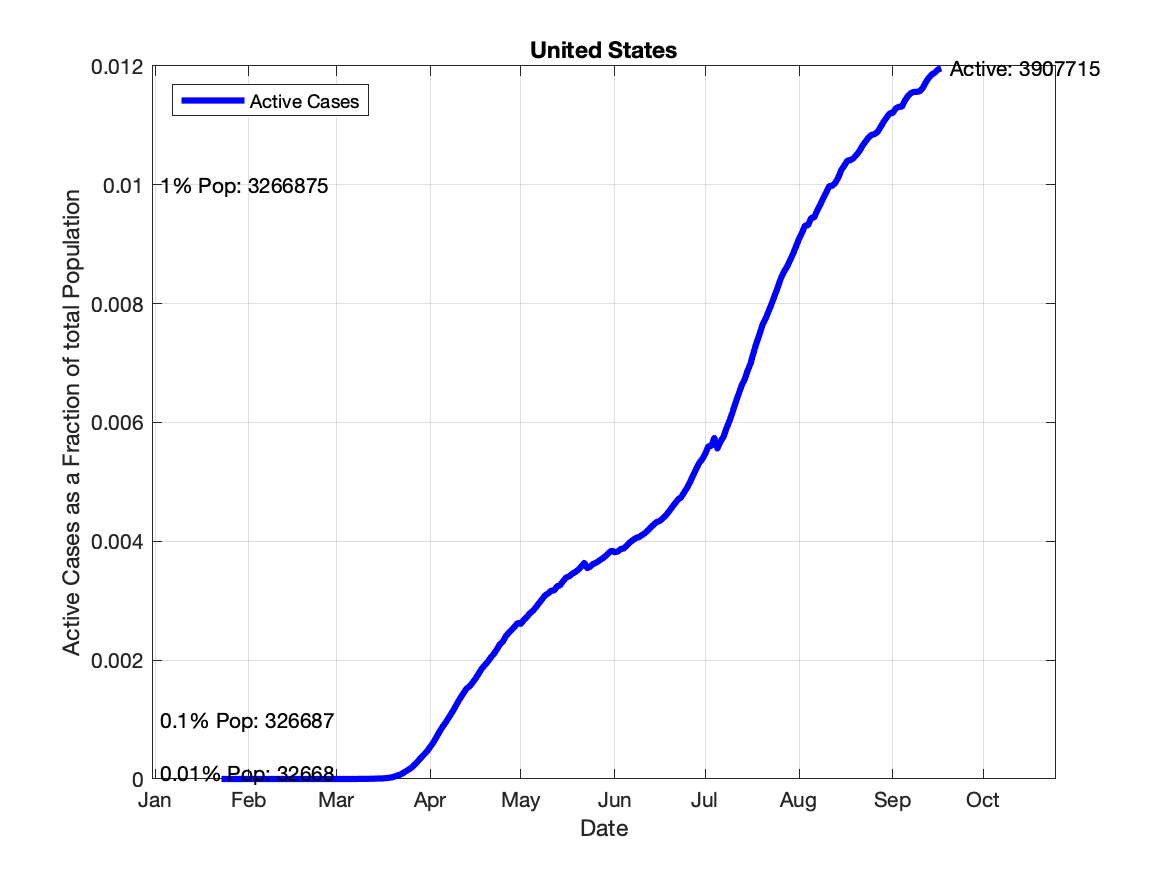 United States
0.012
Active: 3907715
Active Cases
0.01
1% Pop: 3266875
0.008
0.006
0.004
0.002
0.1% Pop: 326687
0.01% Pop: 32668
0
Active Cases as a Fraction of total Population
Jan Feb Mar Apr May Jun Jul Aug Sep Oct
Date